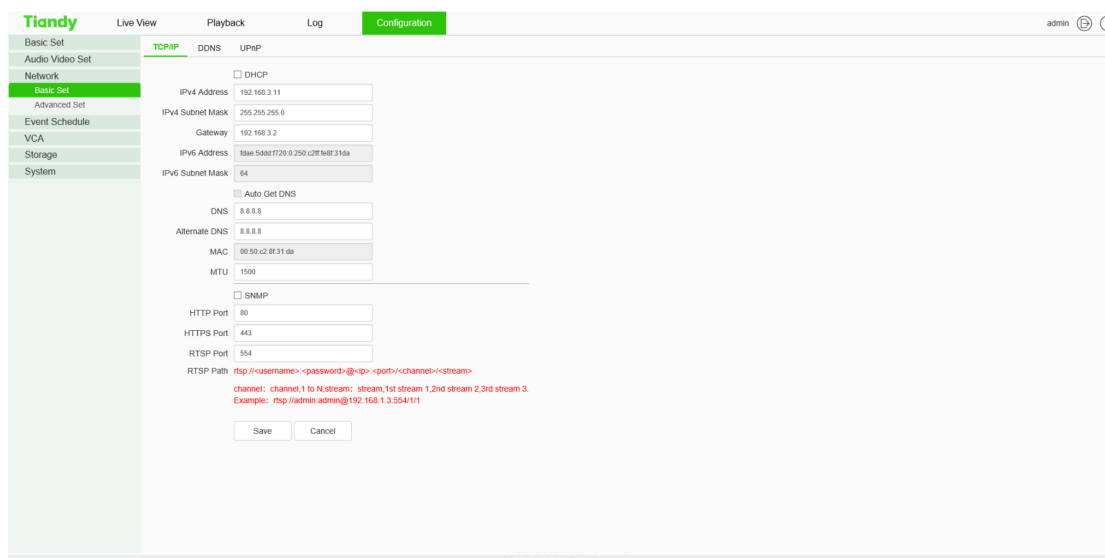 Tiandy Live View Playback Log Configuration admin
Basic Set
Audio Video Set
Network
Basic Set
Advanced Set
Event Schedule
VCA
Storage
System
TCP/IP DDNS UPnP
DHCP
IPv4 Address 192.168.3.11
IPv4 Subnet Mask 255.255.255.0
Gateway 192.168.3.2
IPv6 Address fdae:5ddd:f720:0:250:c2ff:fe8f:31da
IPv6 Subnet Mask 64
Auto Get DNS
DNS 8.8.8.8
Alternate DNS 8.8.8.8
MAC 00:50:c2:8f:31:da
MTU 1500
SNMP
HTTP Port 80
HTTPS Port 443
RTSP Port 554
RTSP Path rtsp://<username>:<password>@<ip>:<port>/<channel>/<stream>
channel: channel,1 to N;stream: stream,1st stream 1,2nd stream 2,3rd stream 3.
Example: rtsp://admin:admin@192.168.1.3:554/1/1
Save Cancel